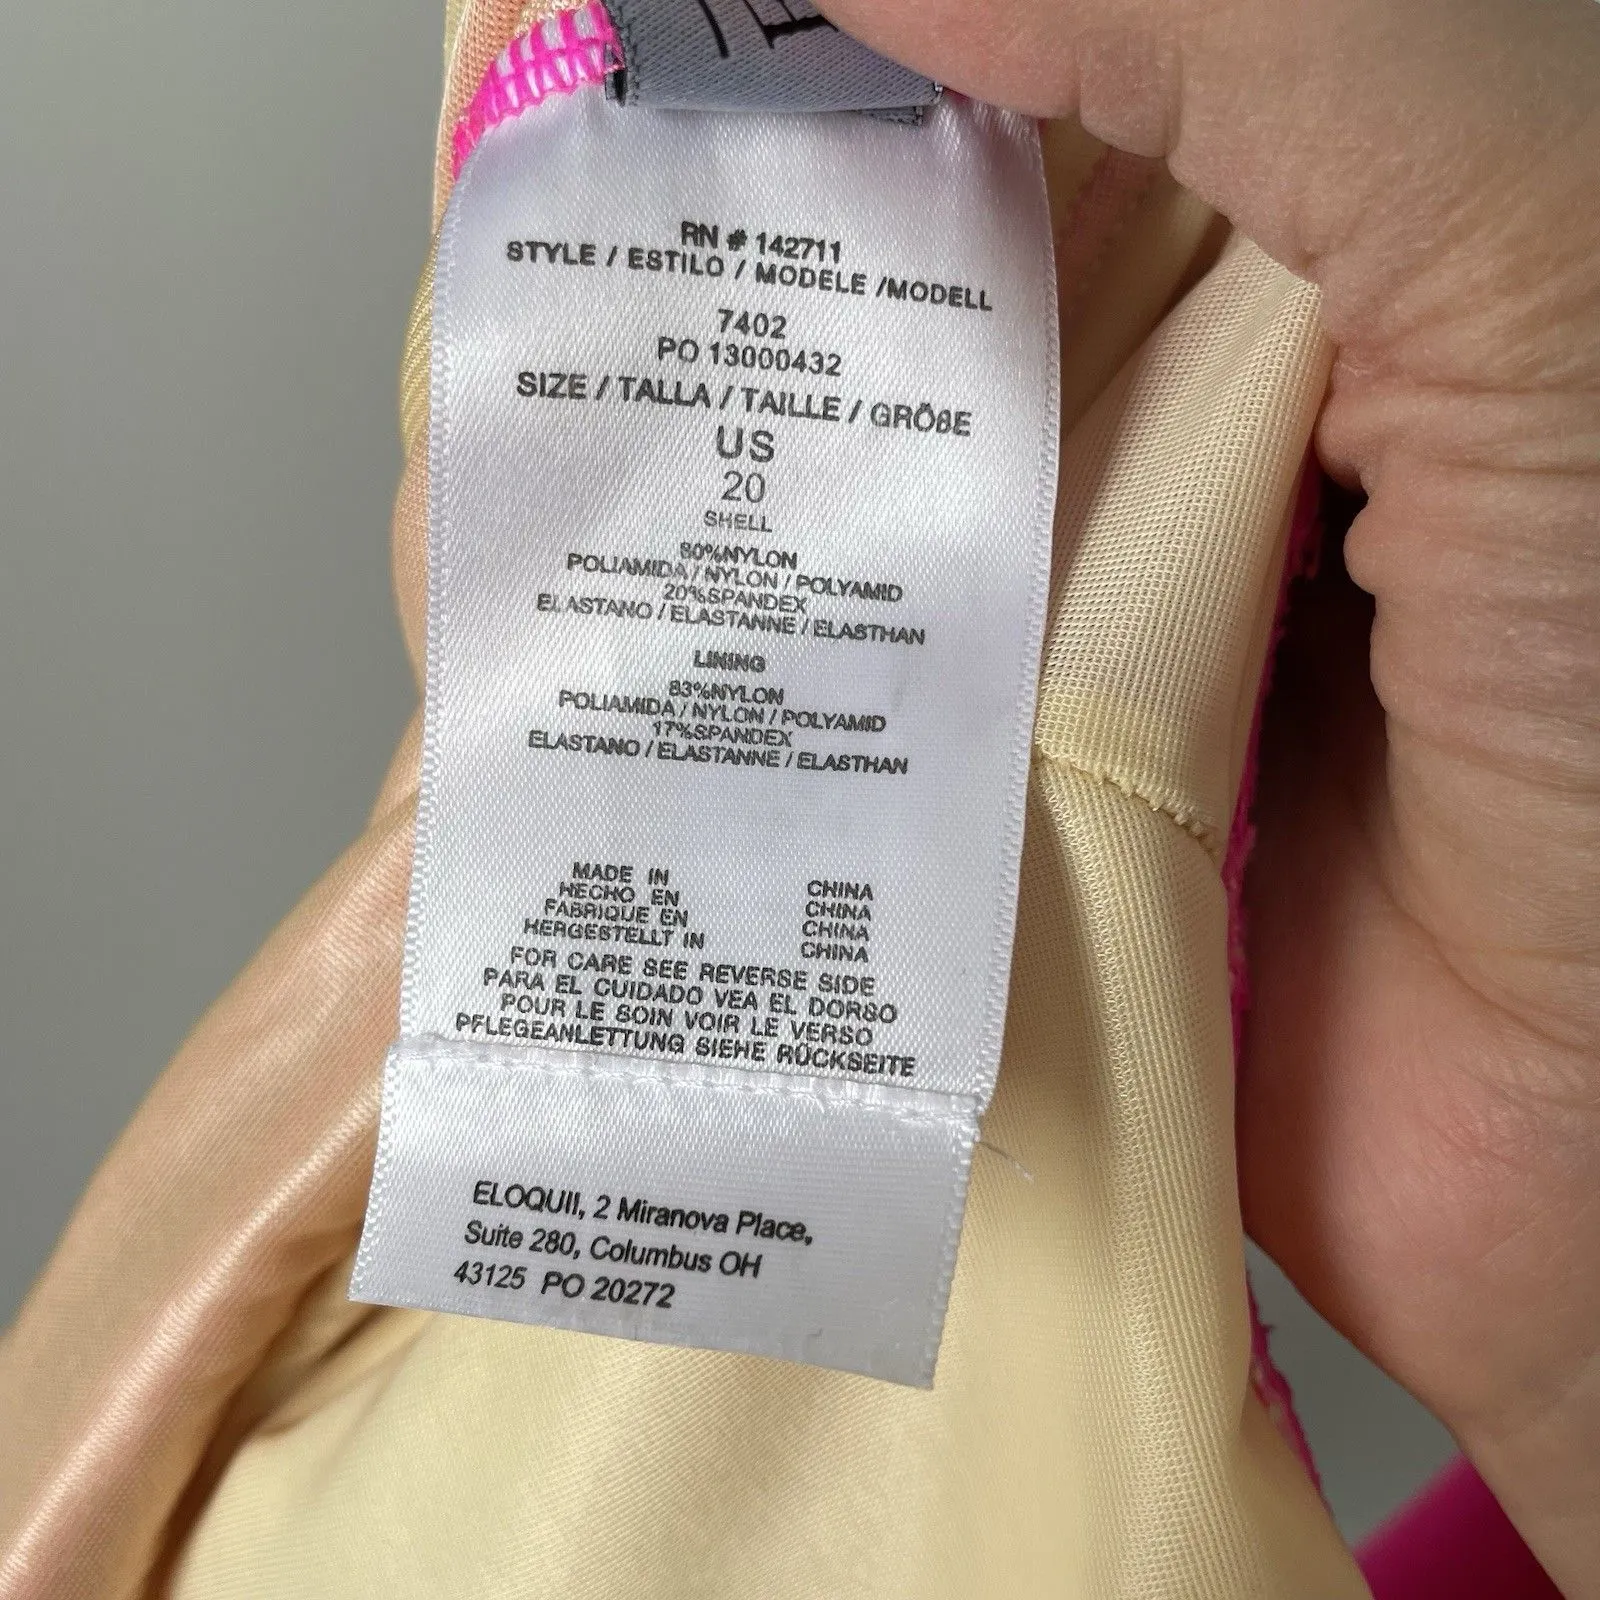 RN # 142711
STYLE / ESTILO / MODELE /MODELL
7402
PO 13000432
SIZE / TALLA / TAILLE / GRÖßE
US
20
SHELL
80%NYLON
POLIAMIDA / NYLON / POLYAMID
20%SPANDEX
ELASTANO / ELASTANNE / ELASTHAN
LINING
83%NYLON
POLIAMIDA / NYLON / POLYAMID
17%SPANDEX
ELASTANO / ELASTANNE / ELASTHAN
MADE IN CHINA
HECHO EN CHINA
FABRIQUE EN CHINA
HERGESTELLT IN CHINA
FOR CARE SEE REVERSE SIDE
PARA EL CUIDADO VEA EL DORSO
POUR LE SOIN VOIR LE VERSO
PFLEGEANLETTUNG SIEHE RÜCKSEITE
ELOQUII, 2 Miranova Place,
Suite 280, Columbus OH
43125 PO 20272